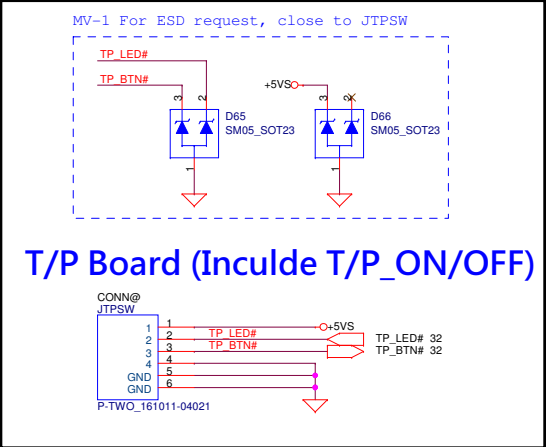 MV-1 For ESD request, close to JTPSW
TP_LED#
TP_BTN#
+5VS
3 2 3 2
D65 D66
SM05_SOT23 SM05_SOT23
1 1
T/P Board (Inculde T/P_ON/OFF)
CONN@
JTPSW
1 1 +5VS
2 2 TP_LED# TP_LED# 32
3 3 TP_BTN# TP_BTN# 32
4 4
GND 5
GND 6
P-TWO_161011-04021